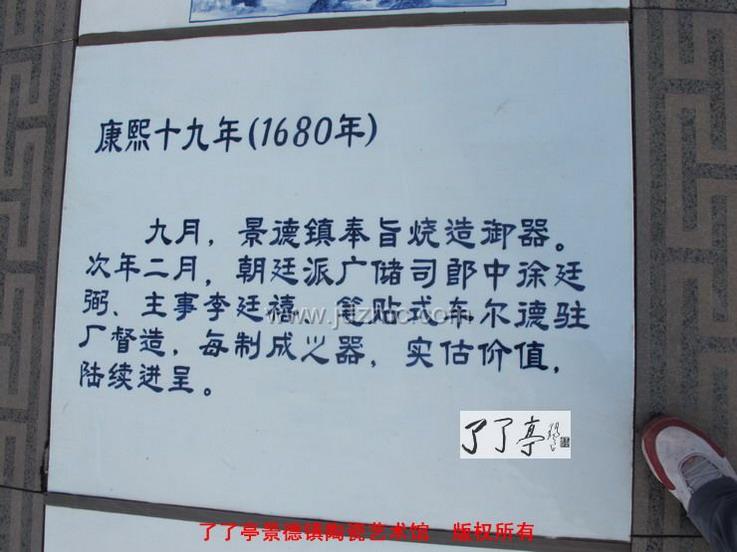 康熙十九年(1680年)
九月，景德镇奉旨烧造御器。
次年二月，朝廷派广储司郎中徐廷
弼、主事李廷禧、笔贴式车尔德驻
厂督造，每制成之器，实估价值，
陆续进呈。
www.jdzmc.com
了了亭
了了亭景德镇陶瓷艺术馆 版权所有